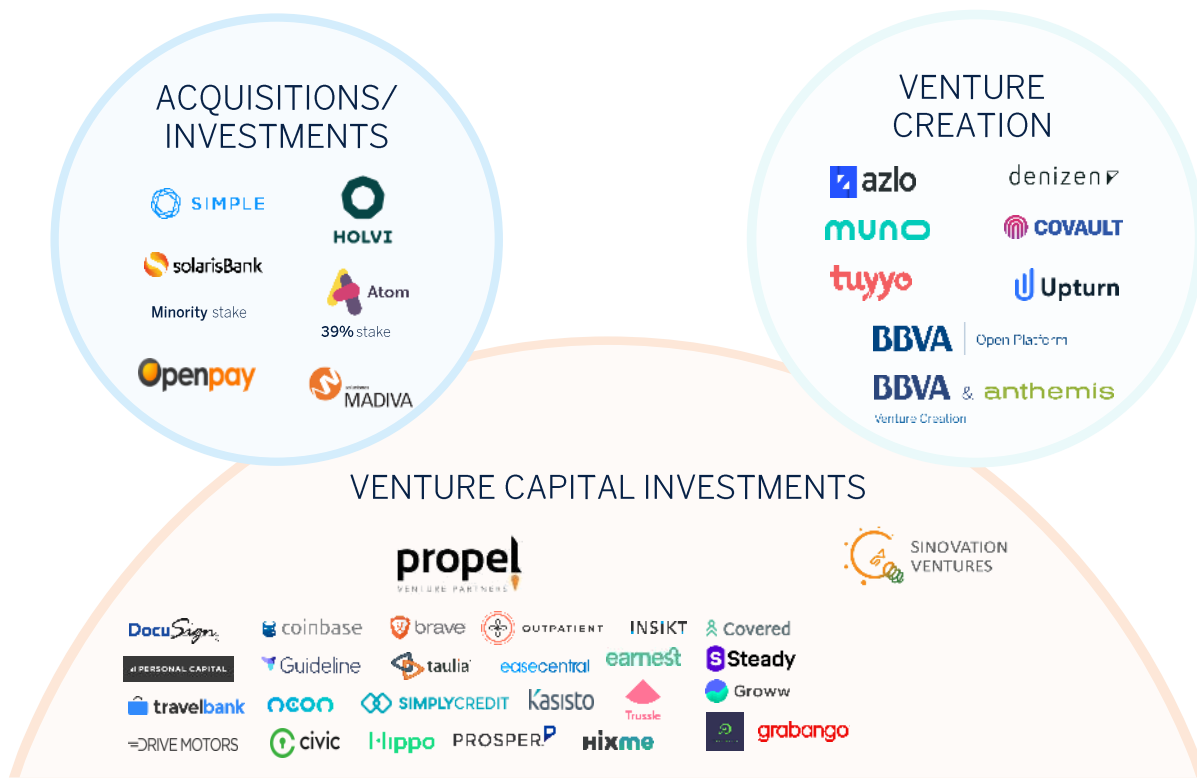 ACQUISITIONS/
INVESTMENTS
SIMPLE
HOLVI
solarisBank
Minority stake
Atom
39% stake
Openpay
MADIVA
VENTURE
CREATION
azlo
denizen
muno
COVAULT
tuyyo
Upturn
BBVA Open Platform
BBVA & anthemis
Venture Creation
VENTURE CAPITAL INVESTMENTS
propel
VENTURE PARTNERS
SINOVATION
VENTURES
DocuSign
coinbase
brave
OUTPATIENT
INSIKT
Covered
PERSONAL CAPITAL
Guideline
taulia
easecentral
earnest
Steady
travelbank
neon
SIMPLYCREDIT
Kasisto
Trussle
Groww
DRIVE MOTORS
civic
Hippo
PROSPER
Hixme
grabango